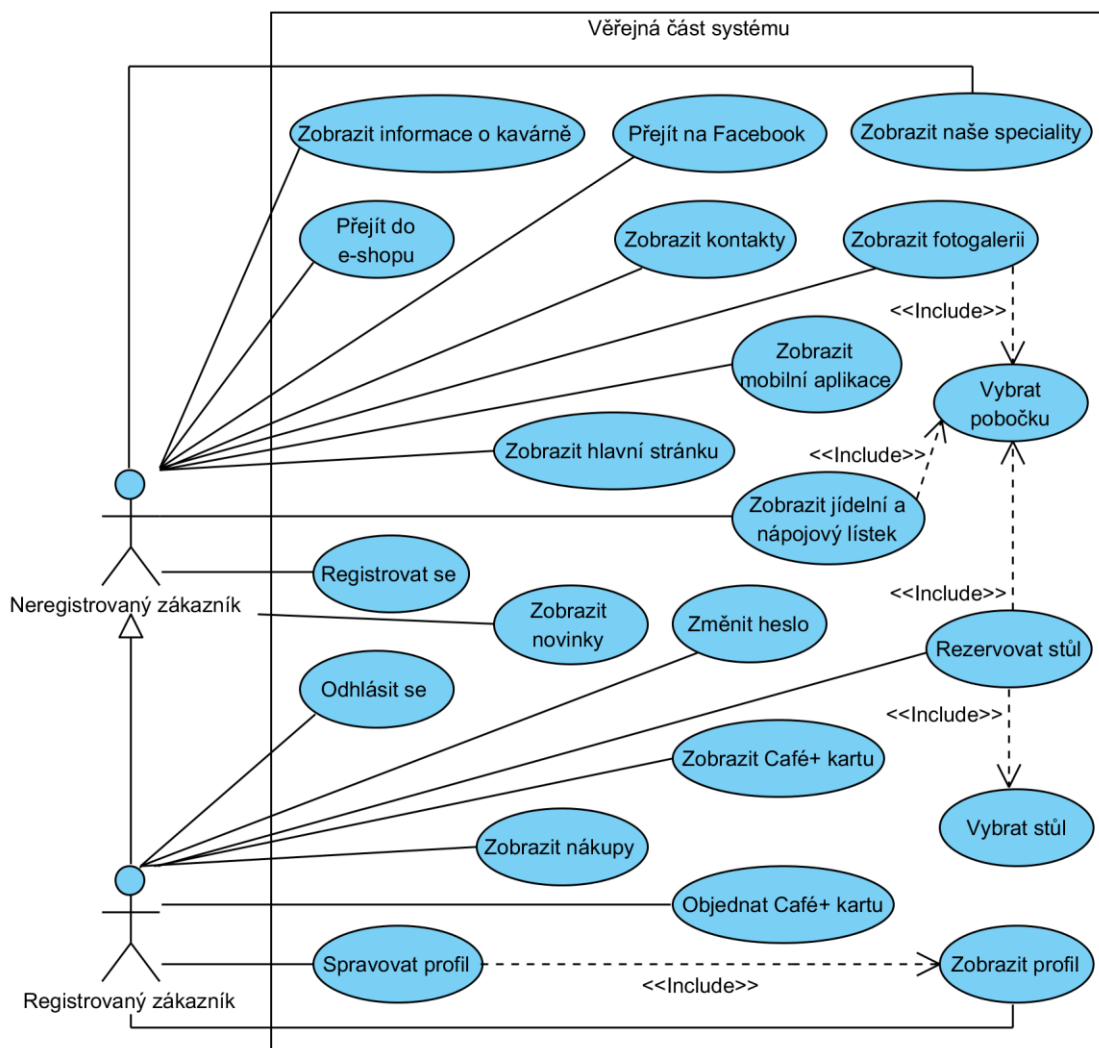 Věřejná část systému
Zobrazit informace o kavárně
Přejít na Facebook
Zobrazit naše speciality
Přejít do
e-shopu
Zobrazit kontakty
Zobrazit fotogalerii
<<Include>>
Zobrazit
mobilní aplikace
Vybrat
pobočku
Zobrazit hlavní stránku
<<Include>>
Zobrazit jídelní a
nápojový lístek
Registrovat se
Neregistrovaný zákazník
<<Include>>
Zobrazit
novinky
Změnit heslo
Rezervovat stůl
Odhlásit se
<<Include>>
Zobrazit Café+ kartu
Vybrat stůl
Zobrazit nákupy
Objednat Café+ kartu
Spravovat profil
Zobrazit profil
<<Include>>
Registrovaný zákazník